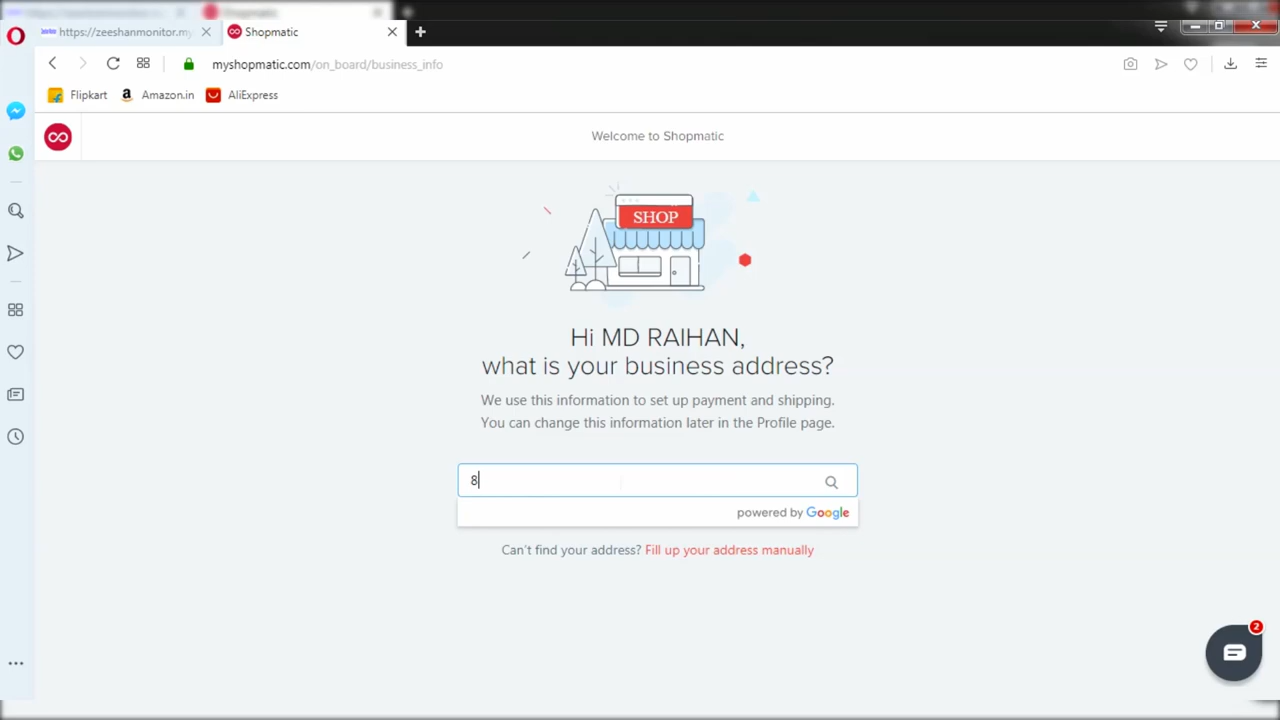 https://zeeshanmonitor.my
Shopmatic
myshopmatic.com/on_board/business_info
Flipkart
Amazon.in
AliExpress
Welcome to Shopmatic
SHOP
Hi MD RAIHAN,
what is your business address?
We use this information to set up payment and shipping.
You can change this information later in the Profile page.
8
powered by Google
Can't find your address? Fill up your address manually
2